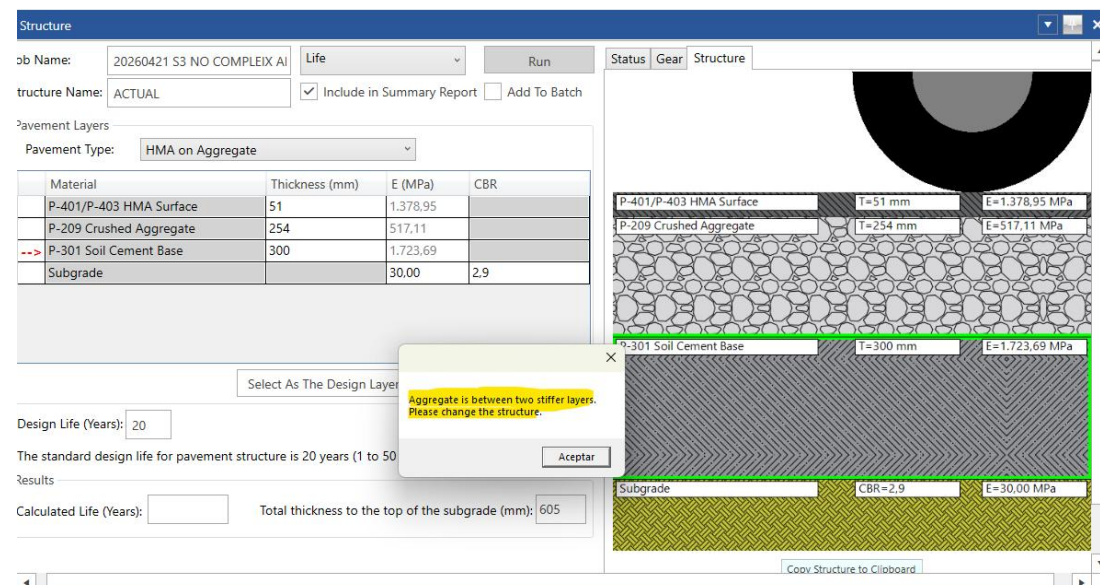 Structure
ob Name:
20260421 S3 NO COMPLEIX AI
Life
Run
tructure Name:
ACTUAL
Include in Summary Report
Add To Batch
Pavement Layers
Pavement Type:
HMA on Aggregate
Material Thickness (mm) E (MPa) CBR
P-401/P-403 HMA Surface 51 1.378,95
P-209 Crushed Aggregate 254 517,11
--> P-301 Soil Cement Base 300 1.723,69
Subgrade 30,00 2,9
Select As The Design Layer
Design Life (Years): 20
The standard design life for pavement structure is 20 years (1 to 50
Results
Calculated Life (Years):
Total thickness to the top of the subgrade (mm): 605
Aggregate is between two stiffer layers.
Please change the structure.
Aceptar
Status Gear Structure
P-401/P-403 HMA Surface T=51 mm E=1.378,95 MPa
P-209 Crushed Aggregate T=254 mm E=517,11 MPa
P-301 Soil Cement Base T=300 mm E=1.723,69 MPa
Subgrade CBR=2,9 E=30,00 MPa
Copy Structure to Clipboard